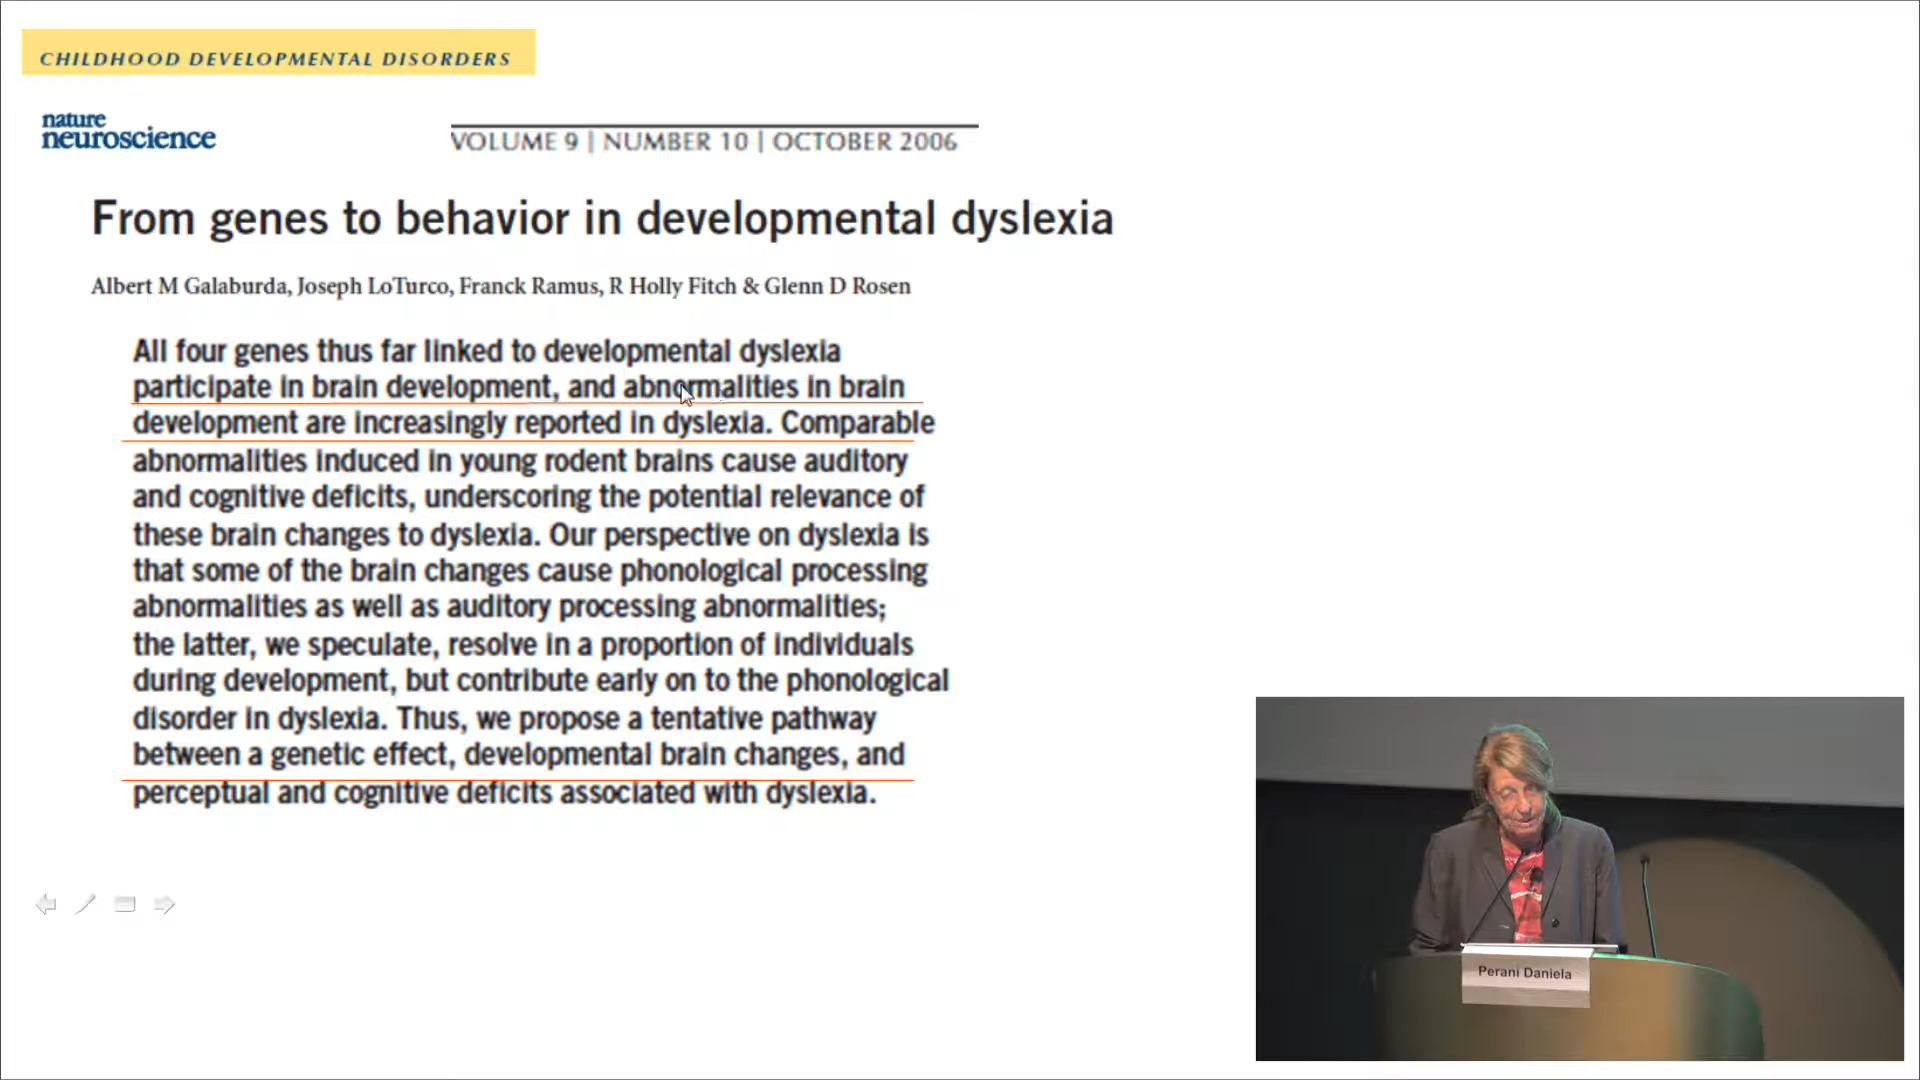 CHILDHOOD DEVELOPMENTAL DISORDERS
nature
neuroscience
VOLUME 9 | NUMBER 10 | OCTOBER 2006
From genes to behavior in developmental dyslexia
Albert M Galaburda, Joseph LoTurco, Franck Ramus, R Holly Fitch & Glenn D Rosen
All four genes thus far linked to developmental dyslexia
participate in brain development, and abnormalities in brain
development are increasingly reported in dyslexia. Comparable
abnormalities induced in young rodent brains cause auditory
and cognitive deficits, underscoring the potential relevance of
these brain changes to dyslexia. Our perspective on dyslexia is
that some of the brain changes cause phonological processing
abnormalities as well as auditory processing abnormalities;
the latter, we speculate, resolve in a proportion of individuals
during development, but contribute early on to the phonological
disorder in dyslexia. Thus, we propose a tentative pathway
between a genetic effect, developmental brain changes, and
perceptual and cognitive deficits associated with dyslexia.
Perani Daniela